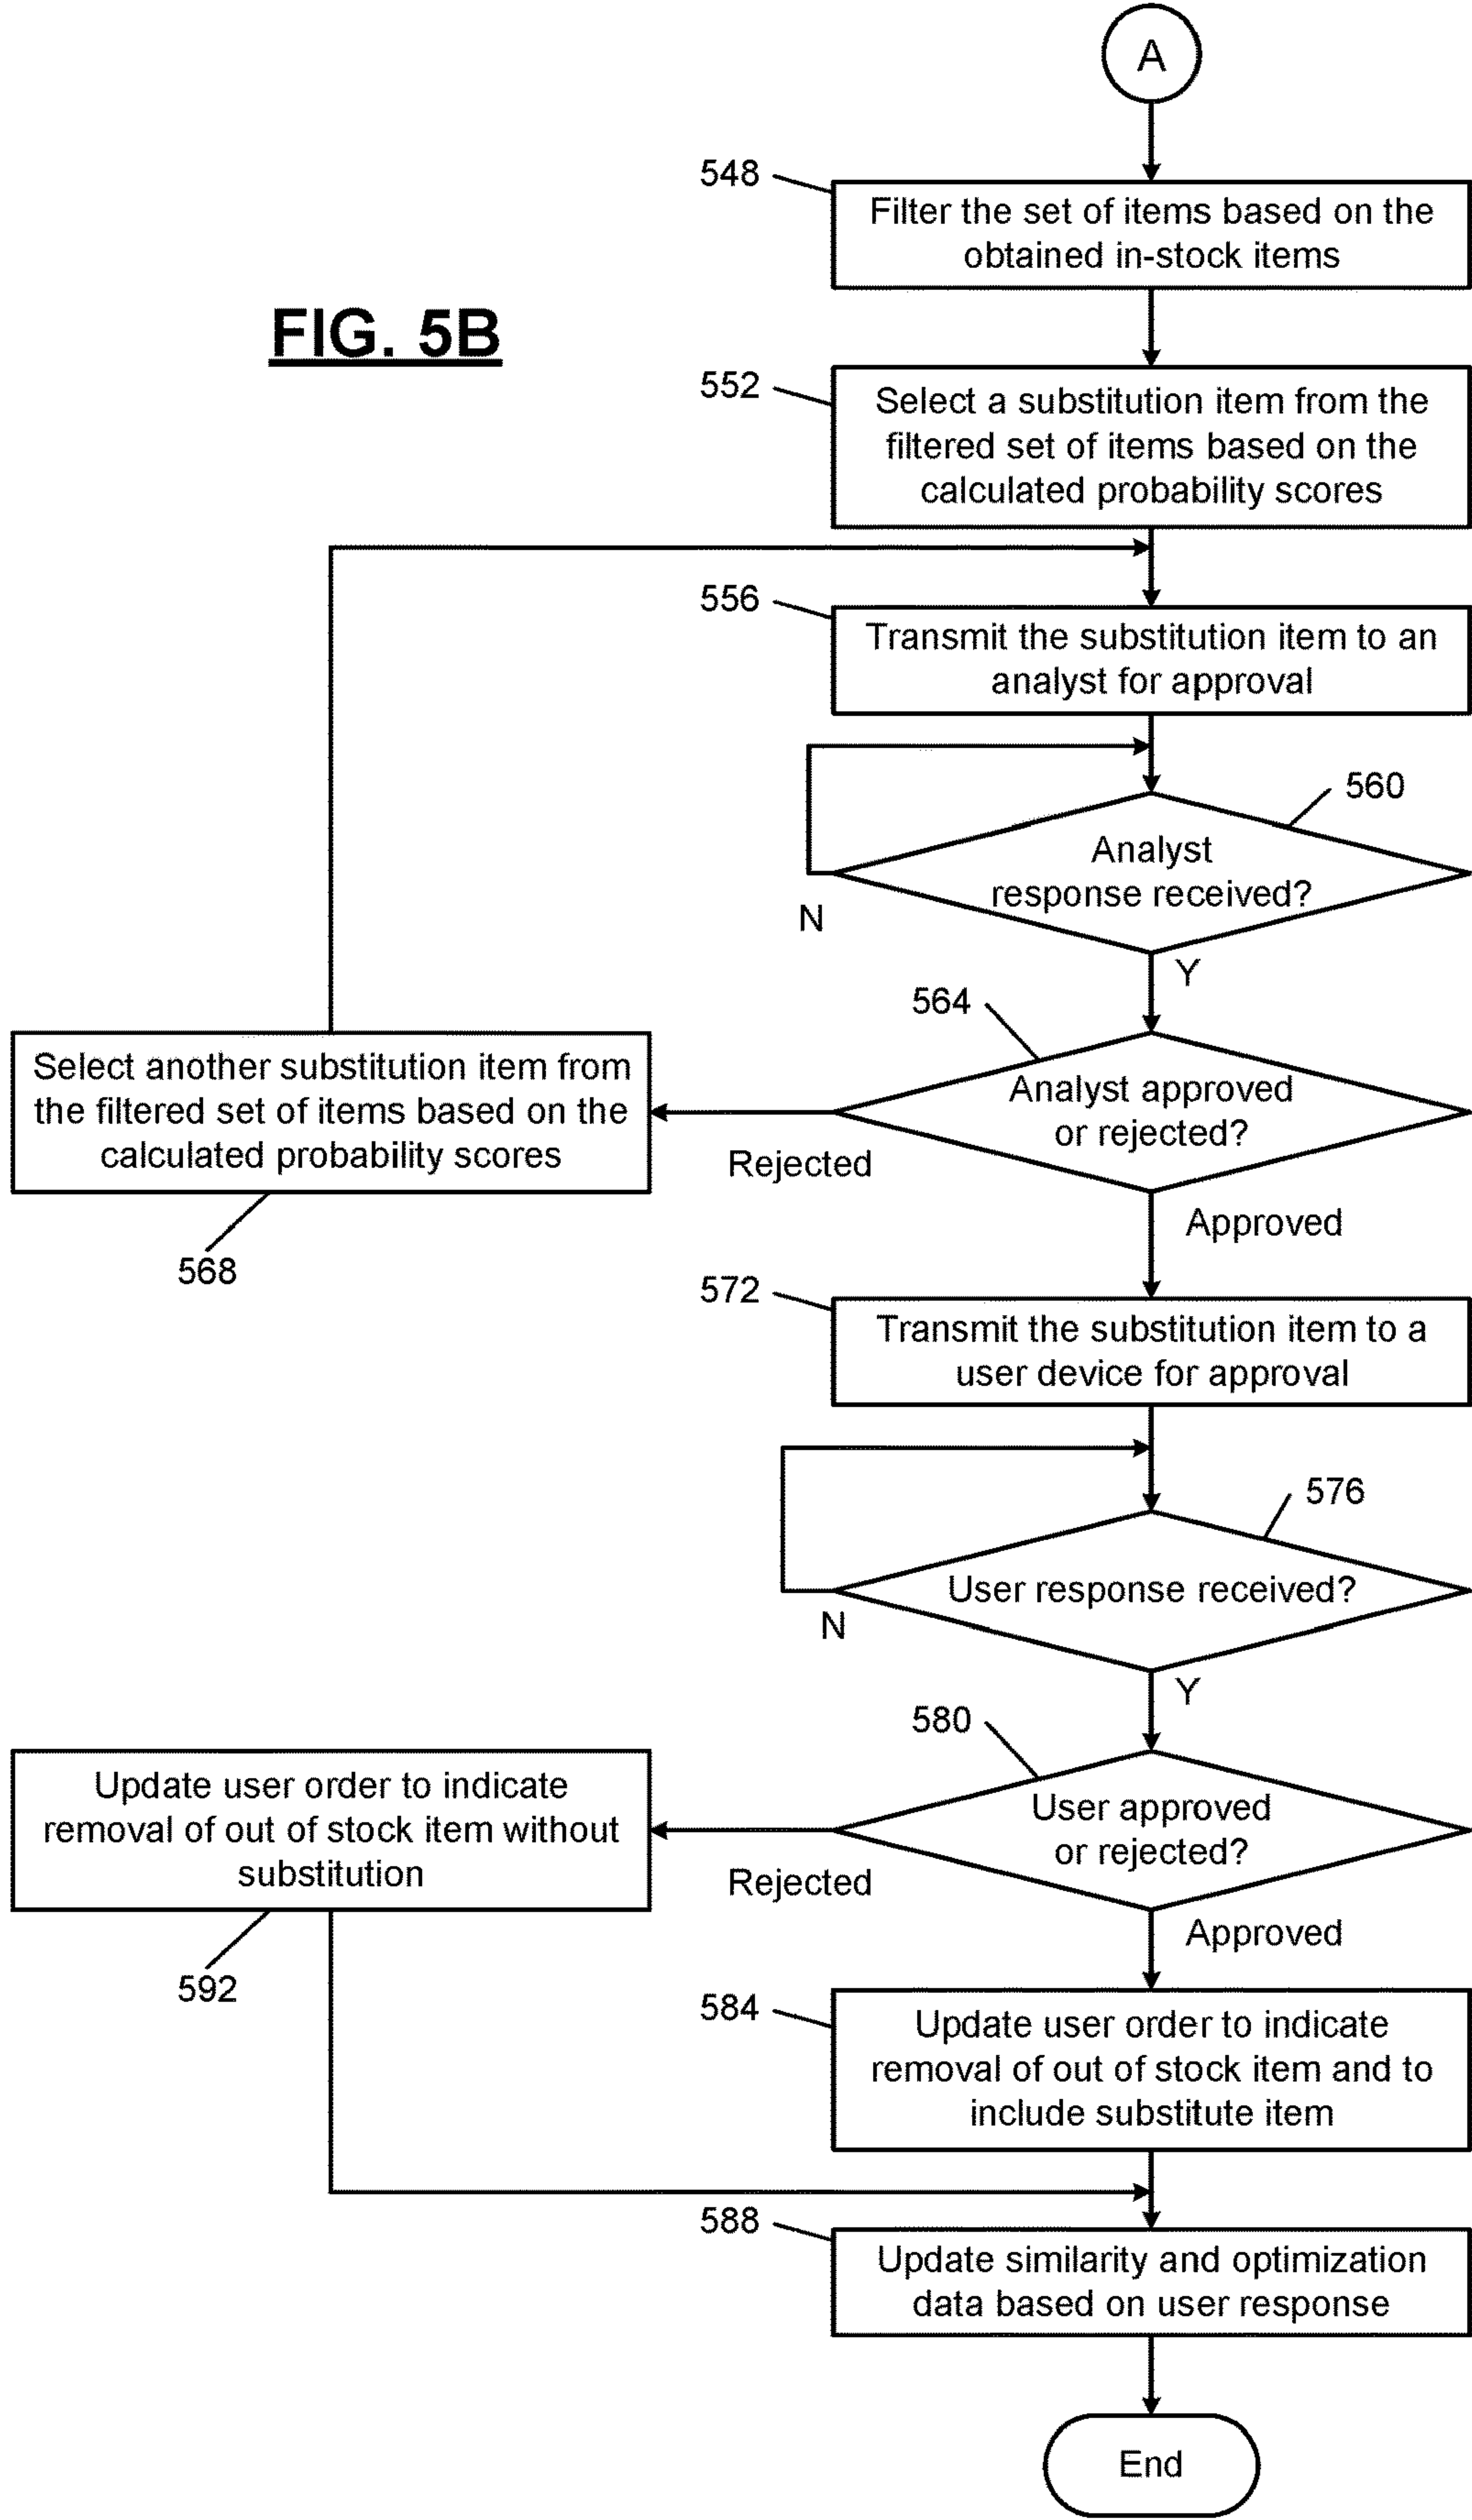 A
548
Filter the set of items based on the
obtained in-stock items
FIG. 5B
552
Select a substitution item from the
filtered set of items based on the
calculated probability scores
556
Transmit the substitution item to an
analyst for approval
560
Analyst
response received?
N
Y
564
Analyst approved
or rejected?
Select another substitution item from
the filtered set of items based on the
calculated probability scores
Rejected
Approved
568
572
Transmit the substitution item to a
user device for approval
576
User response received?
N
Y
580
User approved
or rejected?
Update user order to indicate
removal of out of stock item without
substitution
Rejected
Approved
592
584
Update user order to indicate
removal of out of stock item and to
include substitute item
588
Update similarity and optimization
data based on user response
End